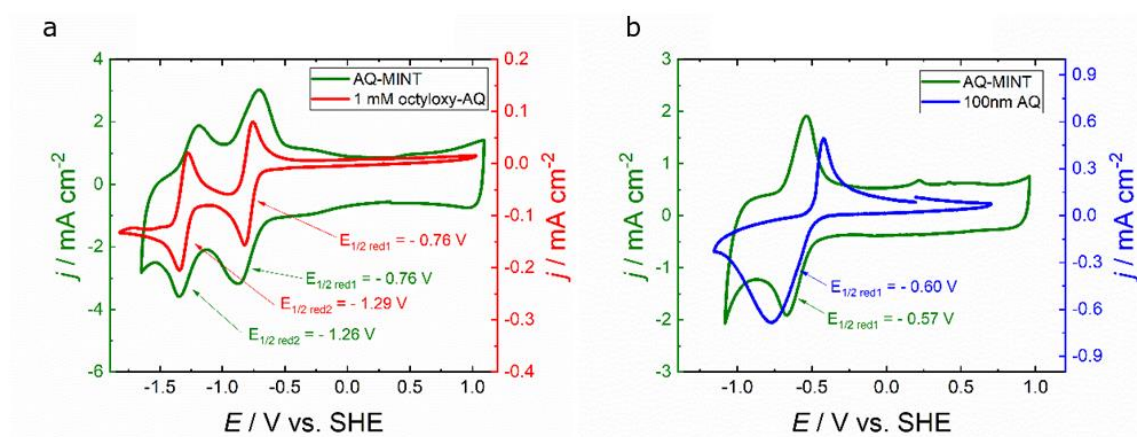 a
AQ-MINT
1 mM octyloxy-AQ
4
2
0
-2
-4
-6
j / mA cm-2
0.2
0.1
0.0
-0.1
-0.2
-0.3
-0.4
j / mA cm-2
E1/2 red1 = - 0.76 V
E1/2 red1 = - 0.76 V
E1/2 red2 = - 1.29 V
E1/2 red2 = - 1.26 V
-1.5 -1.0 -0.5 0.0 0.5 1.0
E / V vs. SHE
b
AQ-MINT
100nm AQ
3
2
1
0
-1
-2
-3
j / mA cm-2
0.9
0.6
0.3
0.0
-0.3
-0.6
-0.9
j / mA cm-2
E1/2 red1 = - 0.60 V
E1/2 red1 = - 0.57 V
-1.0 -0.5 0.0 0.5 1.0
E / V vs. SHE